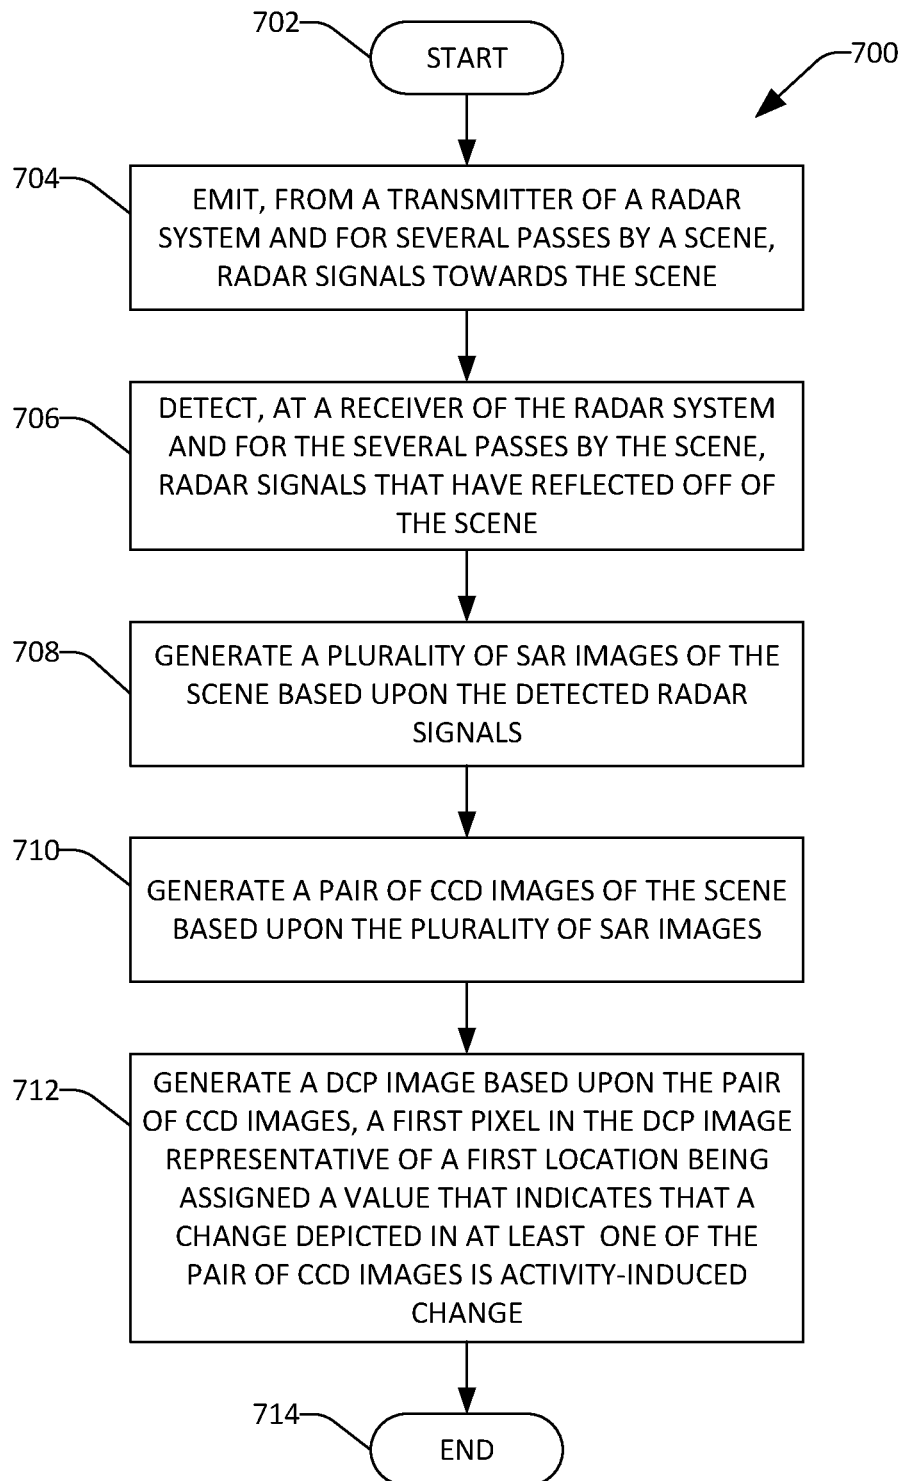 702
START
700
704
EMIT, FROM A TRANSMITTER OF A RADAR
SYSTEM AND FOR SEVERAL PASSES BY A SCENE,
RADAR SIGNALS TOWARDS THE SCENE
706
DETECT, AT A RECEIVER OF THE RADAR SYSTEM
AND FOR THE SEVERAL PASSES BY THE SCENE,
RADAR SIGNALS THAT HAVE REFLECTED OFF OF
THE SCENE
708
GENERATE A PLURALITY OF SAR IMAGES OF THE
SCENE BASED UPON THE DETECTED RADAR
SIGNALS
710
GENERATE A PAIR OF CCD IMAGES OF THE SCENE
BASED UPON THE PLURALITY OF SAR IMAGES
712
GENERATE A DCP IMAGE BASED UPON THE PAIR
OF CCD IMAGES, A FIRST PIXEL IN THE DCP IMAGE
REPRESENTATIVE OF A FIRST LOCATION BEING
ASSIGNED A VALUE THAT INDICATES THAT A
CHANGE DEPICTED IN AT LEAST  ONE OF THE
PAIR OF CCD IMAGES IS ACTIVITY-INDUCED
CHANGE
714
END